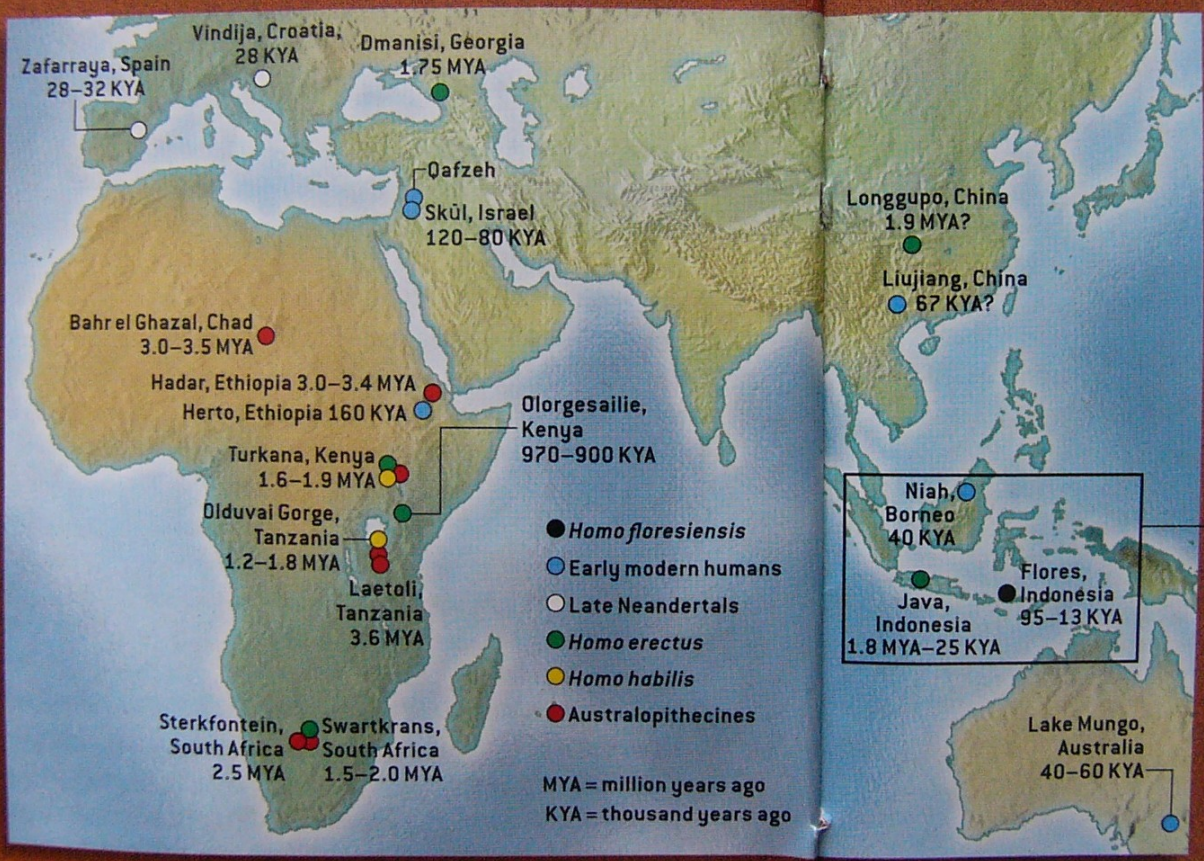 Vindija, Croatia,
28 KYA
Dmanisi, Georgia
1.75 MYA
Zafarraya, Spain
28–32 KYA
Qafzeh
Skūl, Israel
120–80 KYA
Longgupo, China
1.9 MYA?
Liujiang, China
67 KYA?
Bahr el Ghazal, Chad
3.0–3.5 MYA
Hadar, Ethiopia 3.0–3.4 MYA
Herto, Ethiopia 160 KYA
Olorgesailie,
Kenya
970–900 KYA
Turkana, Kenya
1.6–1.9 MYA
Olduvai Gorge,
Tanzania
1.2–1.8 MYA
Laetoli,
Tanzania
3.6 MYA
Niah,
Borneo
40 KYA
Flores,
Indonesia
95–13 KYA
Java,
Indonesia
1.8 MYA–25 KYA
Homo floresiensis
Early modern humans
Late Neandertals
Homo erectus
Homo habilis
Australopithecines
Sterkfontein,
South Africa
2.5 MYA
Swartkrans,
South Africa
1.5–2.0 MYA
Lake Mungo,
Australia
40–60 KYA
MYA = million years ago
KYA = thousand years ago